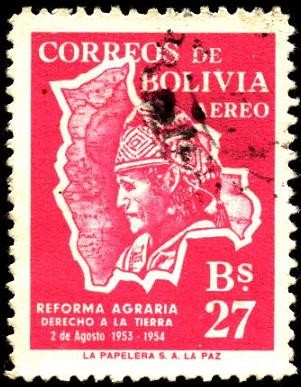 CORREOS DE
BOLIVIA
AEREO
Bs.
27
REFORMA AGRARIA
DERECHO A LA TIERRA
2 de Agosto 1953-1954
LA PAPELERA S. A. LA PAZ